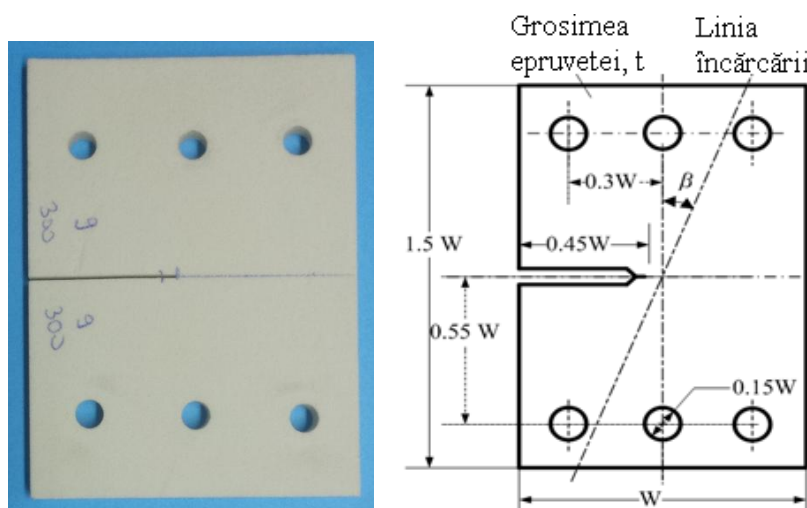 Grosimea
epruvetei, t
Linia
încărcării
0.3W
β
1.5 W
0.45W
0.55 W
0.15W
W
9
300
9
300